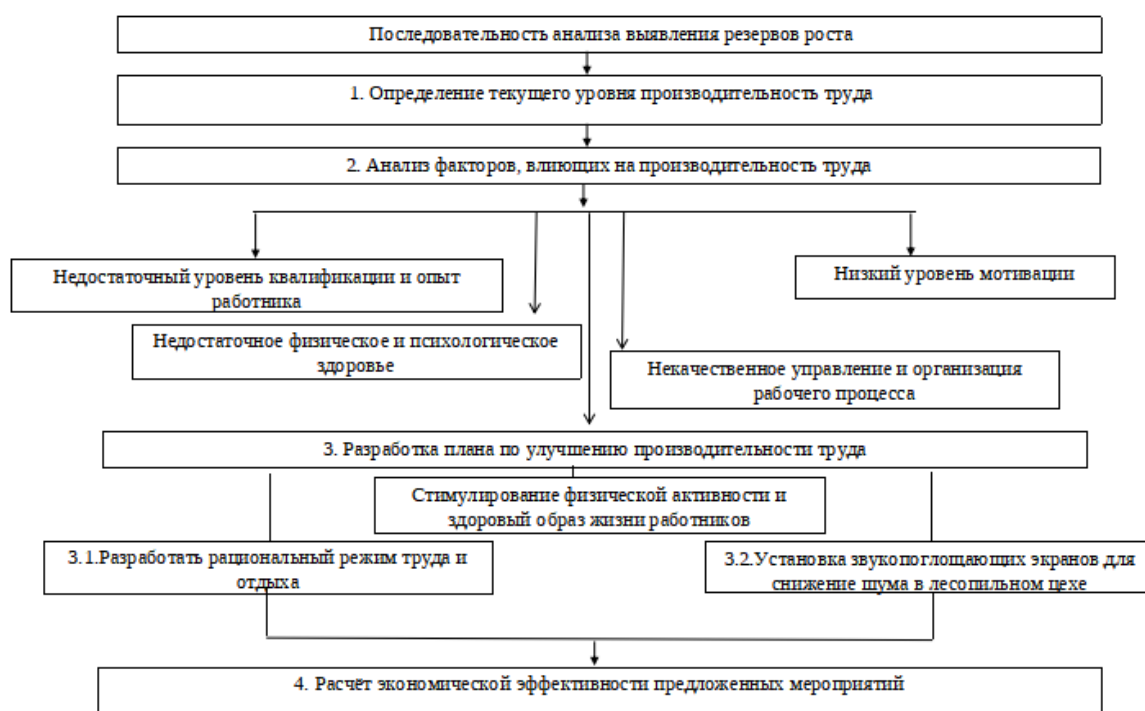 Последовательность анализа выявления резервов роста
1. Определение текущего уровня производительность труда
2. Анализ факторов, влиющих на производительность труда
Недостаточный уровень квалификации и опыт
работника
Низкий уровень мотивации
Недостаточное физическое и психологическое
здоровье
Некачественное управление и организация
рабочего процесса
3. Разработка плана по улучшению производительности труда
Стимулирование физической активности и
здоровый образ жизни работников
3.1.Разработать рациональный режим труда и
отдыха
3.2.Установка звукопоглощающих экранов для
снижение шума в лесопильном цехе
4. Расчёт экономической эффективности предложенных мероприятий